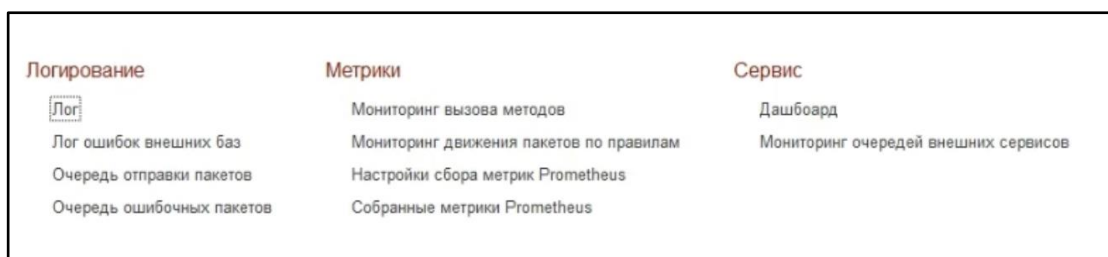 Логирование
Лог
Лог ошибок внешних баз
Очередь отправки пакетов
Очередь ошибочных пакетов
Метрики
Мониторинг вызова методов
Мониторинг движения пакетов по правилам
Настройки сбора метрик Prometheus
Собранные метрики Prometheus
Сервис
Дашбоард
Мониторинг очередей внешних сервисов